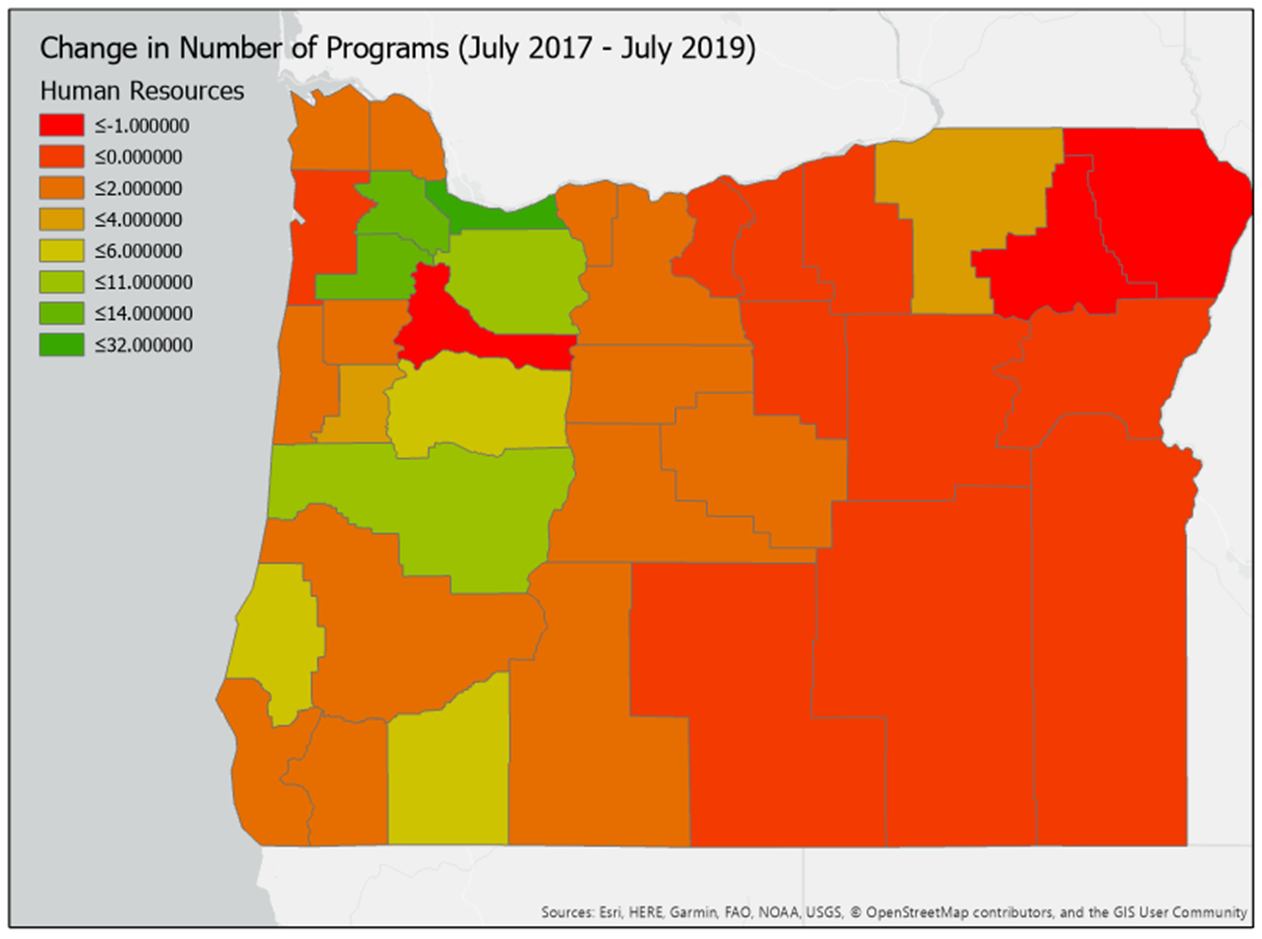 Change in Number of Programs (July 2017 - July 2019)
Human Resources
≤-1.000000
≤0.000000
≤2.000000
≤4.000000
≤6.000000
≤11.000000
≤14.000000
≤32.000000
Sources: Esri, HERE, Garmin, FAO, NOAA, USGS, © OpenStreetMap contributors, and the GIS User Community